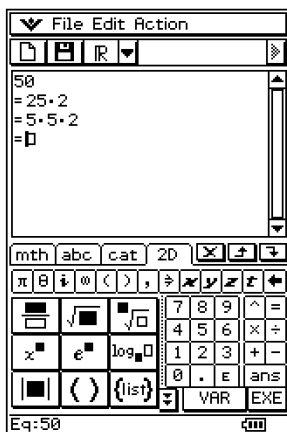 File Edit Action
ℝ
50
=25·2
=5·5·2
=
mth abc cat 2D
π θ i ∞ ( ) , ⇒ x y z t ←
√■ ■√□ 7 8 9 ^ =
4 5 6 × ÷
x■ e■ log■□ 1 2 3 + −
|■| ( ) {list} 0 . E ans
VAR EXE
Eq:50